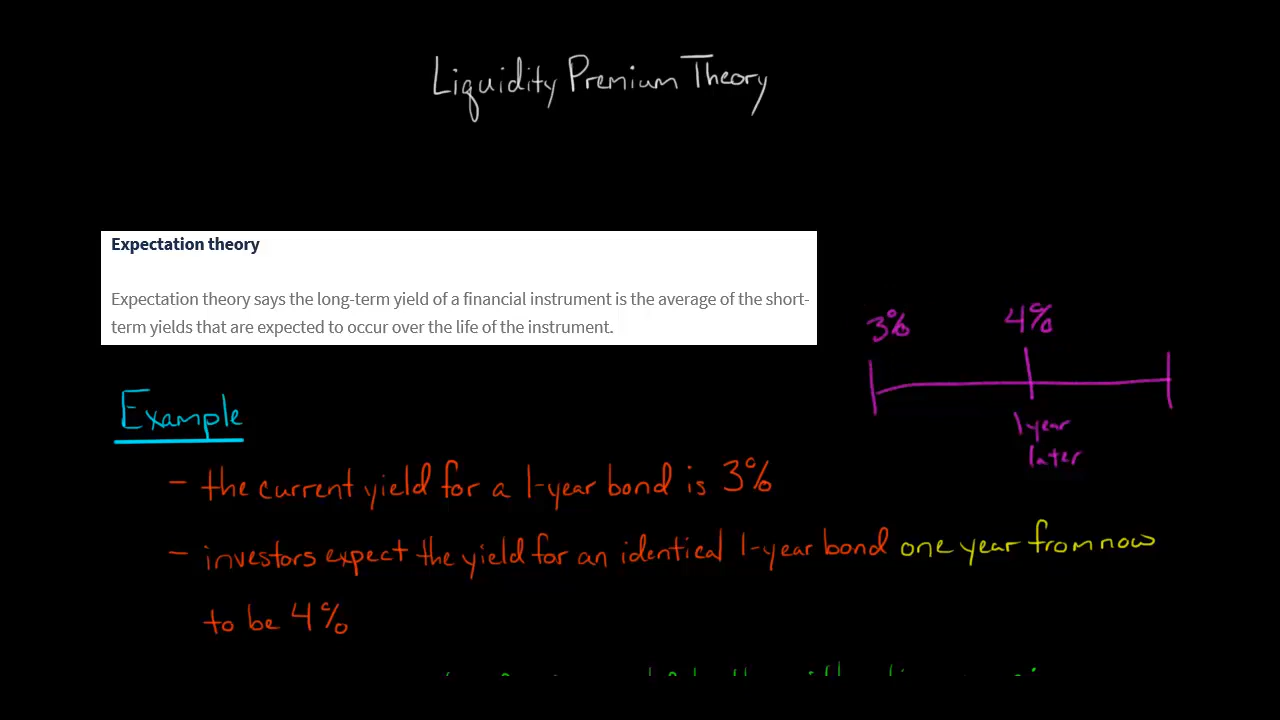 Liquidity Premium Theory
Expectation theory
Expectation theory says the long-term yield of a financial instrument is the average of the short-
term yields that are expected to occur over the life of the instrument.
3% 4%
1 year
later
Example
- the current yield for a 1-year bond is 3%
- investors expect the yield for an identical 1-year bond one year from now
to be 4%